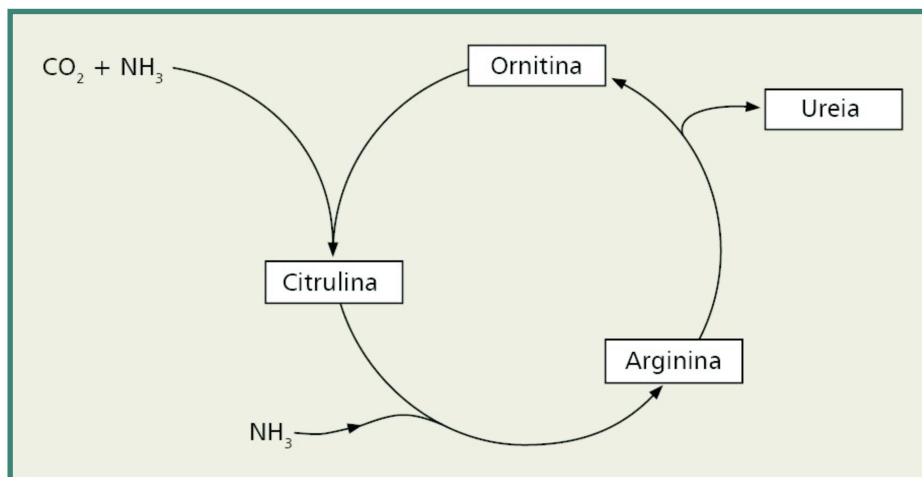 CO₂ + NH₃
Ornitina
Ureia
Citrulina
Arginina
NH₃